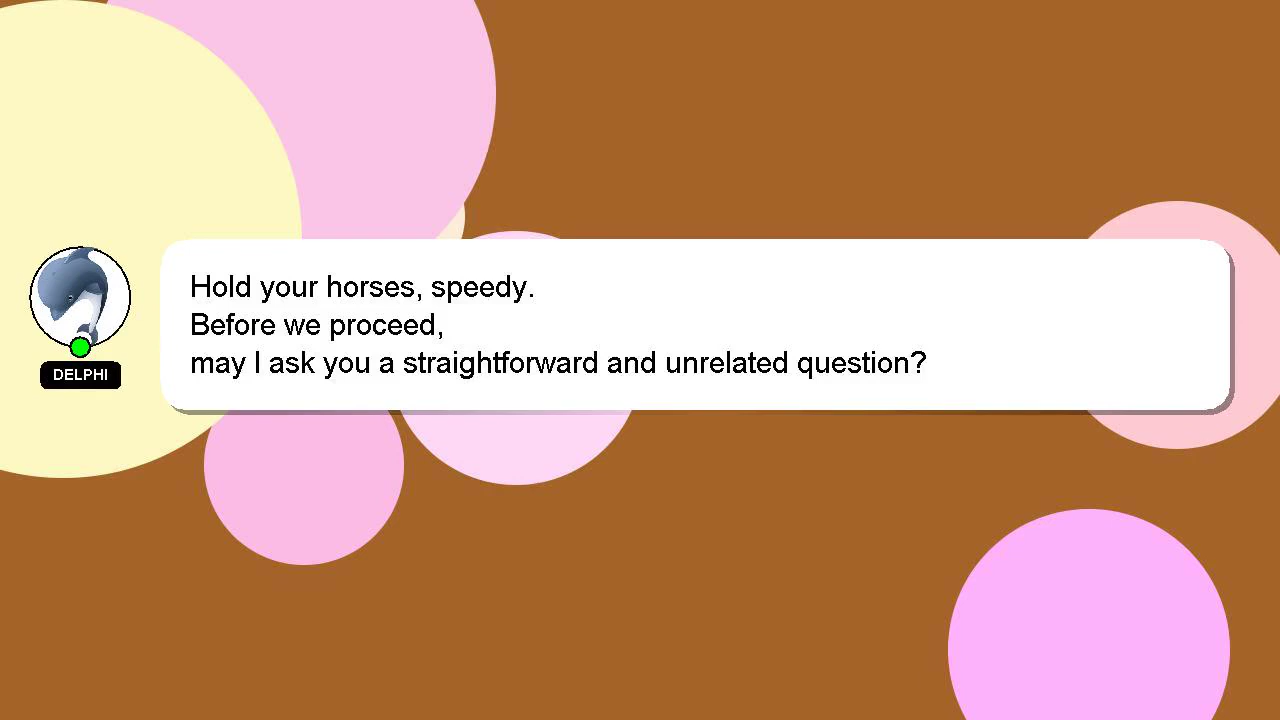 Hold your horses, speedy.
Before we proceed,
may I ask you a straightforward and unrelated question?
DELPHI